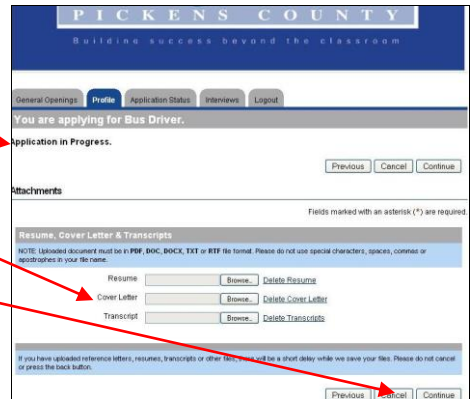 PICKENS COUNTY
Building success beyond the classroom
General Openings Profile Application Status Interviews Logout
You are applying for Bus Driver.
Application in Progress.
Previous Cancel Continue
Attachments
Fields marked with an asterisk (*) are required.
Resume, Cover Letter & Transcripts
NOTE: Uploaded document must be in PDF, DOC, DOCX, TXT or RTF file format. Please do not use special characters, spaces, commas or
apostrophes in your file name.
Resume Browse... Delete Resume
Cover Letter Browse... Delete Cover Letter
Transcript Browse... Delete Transcripts
If you have uploaded reference letters, resumes, transcripts or other files, there will be a short delay while we save your files. Please do not cancel
or press the back button.
Previous Cancel Continue